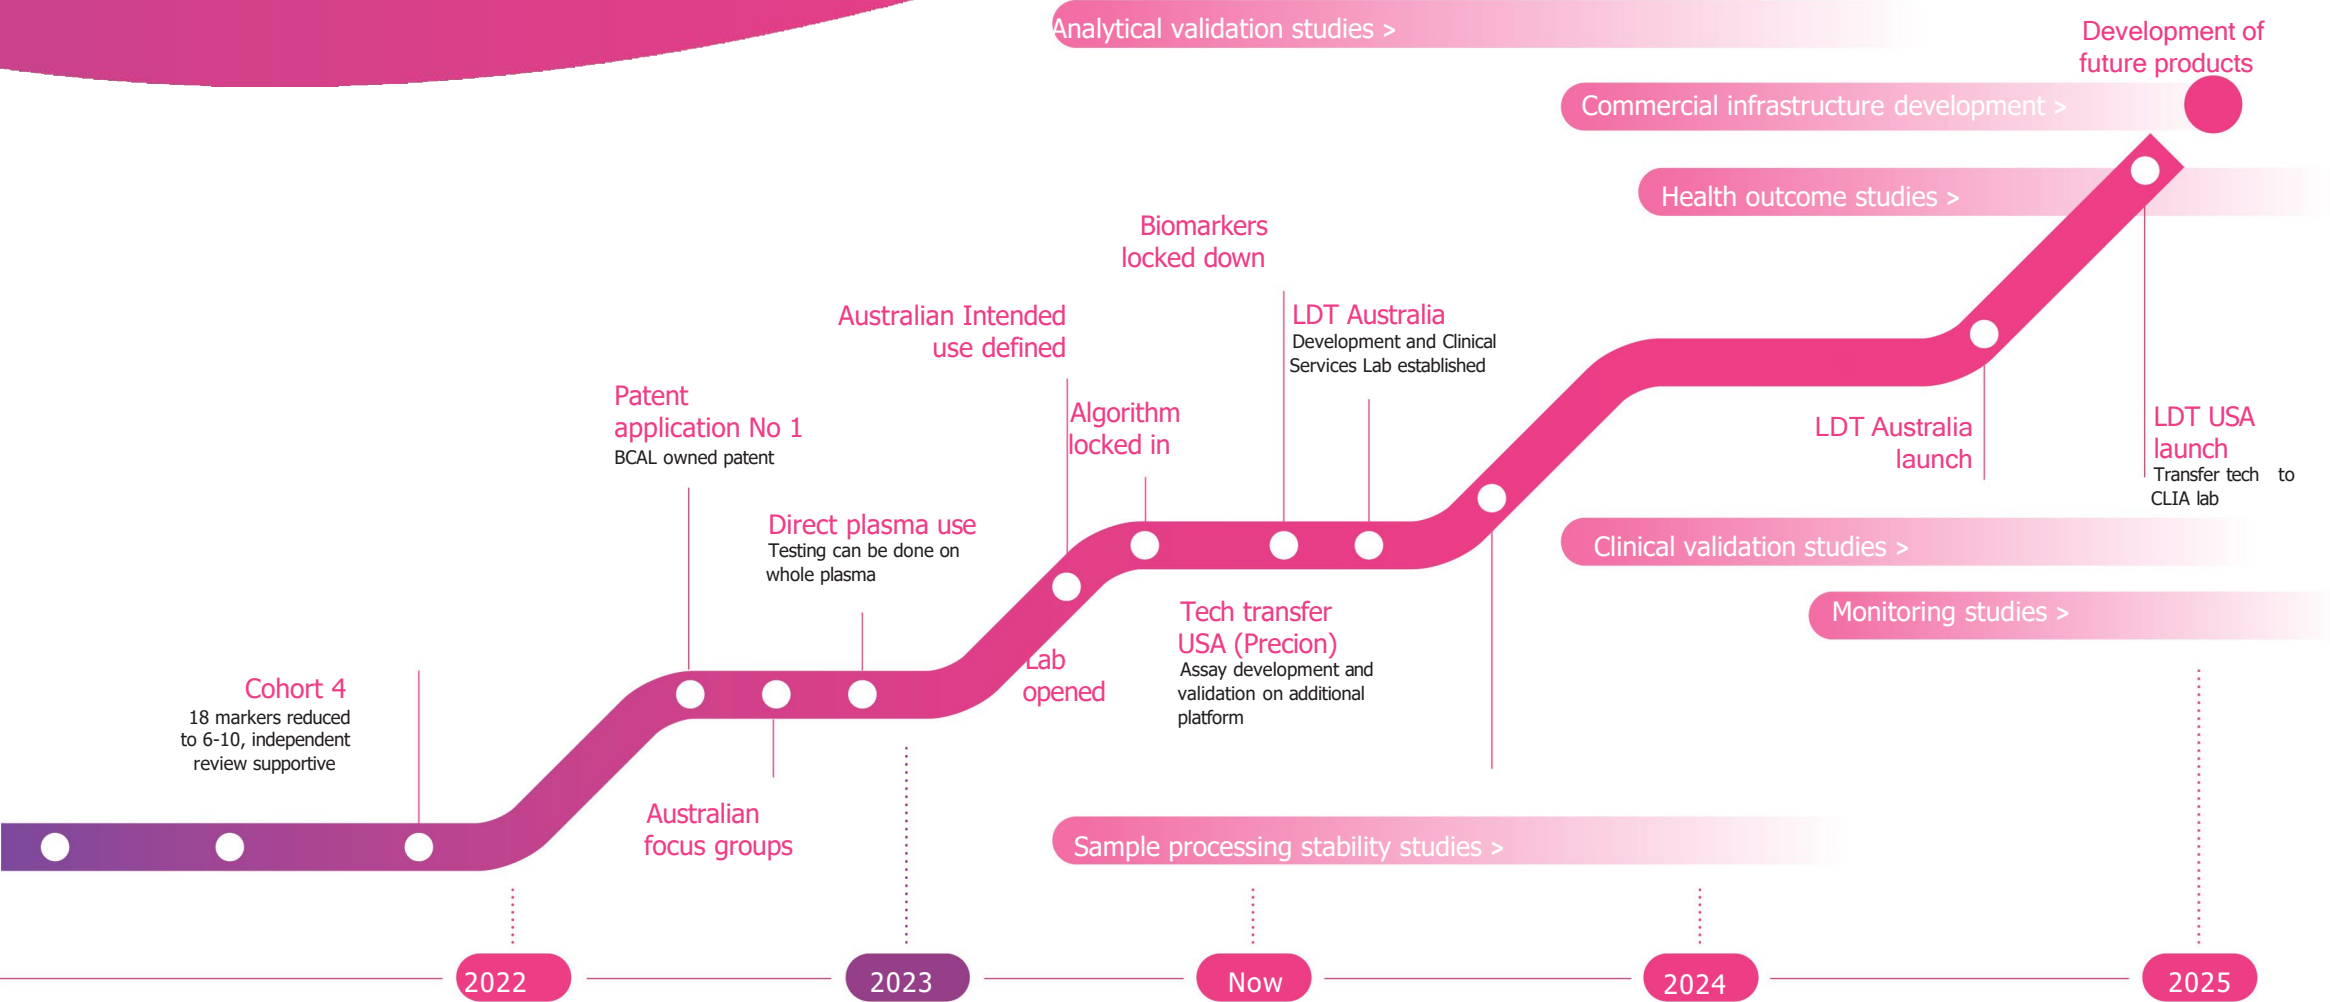 Analytical validation studies >
Development of
future products
Commercial infrastructure development >
Health outcome studies >
Biomarkers
locked down
Australian Intended
use defined
LDT Australia
Development and Clinical
Services Lab established
Patent
application No 1
BCAL owned patent
Algorithm
locked in
LDT Australia
launch
LDT USA
launch
Transfer tech to
CLIA lab
Direct plasma use
Testing can be done on
whole plasma
Clinical validation studies >
Monitoring studies >
Tech transfer
USA (Precion)
Assay development and
validation on additional
platform
Lab
opened
Cohort 4
18 markers reduced
to 6-10, independent
review supportive
Australian
focus groups
Sample processing stability studies >
2022
2023
Now
2024
2025